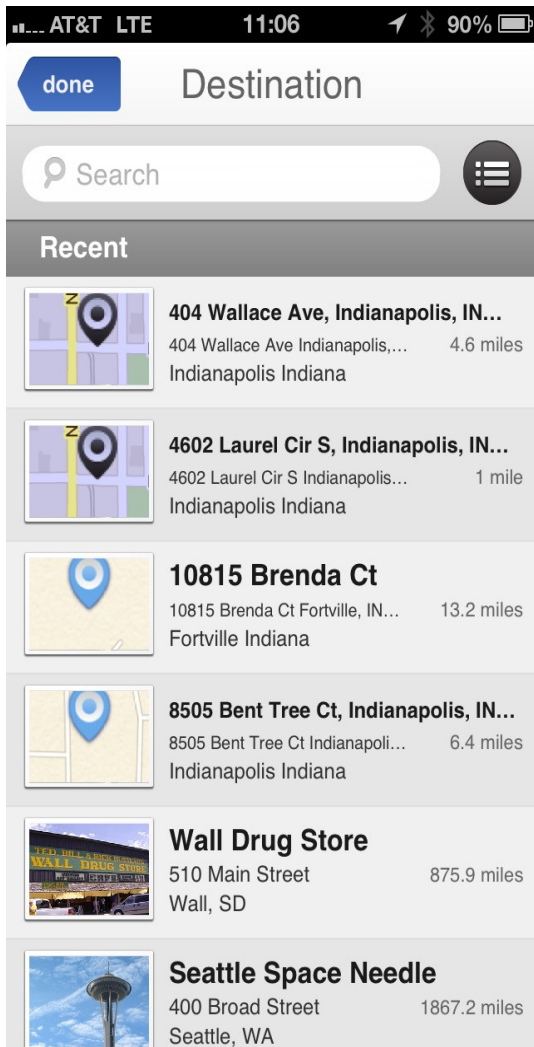 AT&T LTE 11:06 90%
done
Destination
Search
Recent
N
404 Wallace Ave, Indianapolis, IN…
404 Wallace Ave Indianapolis,… 4.6 miles
Indianapolis Indiana
N
4602 Laurel Cir S, Indianapolis, IN…
4602 Laurel Cir S Indianapolis… 1 mile
Indianapolis Indiana
10815 Brenda Ct
10815 Brenda Ct Fortville, IN… 13.2 miles
Fortville Indiana
8505 Bent Tree Ct, Indianapolis, IN…
8505 Bent Tree Ct Indianapoli… 6.4 miles
Indianapolis Indiana
WALL DRUG STORE
Wall Drug Store
510 Main Street 875.9 miles
Wall, SD
Seattle Space Needle
400 Broad Street 1867.2 miles
Seattle, WA